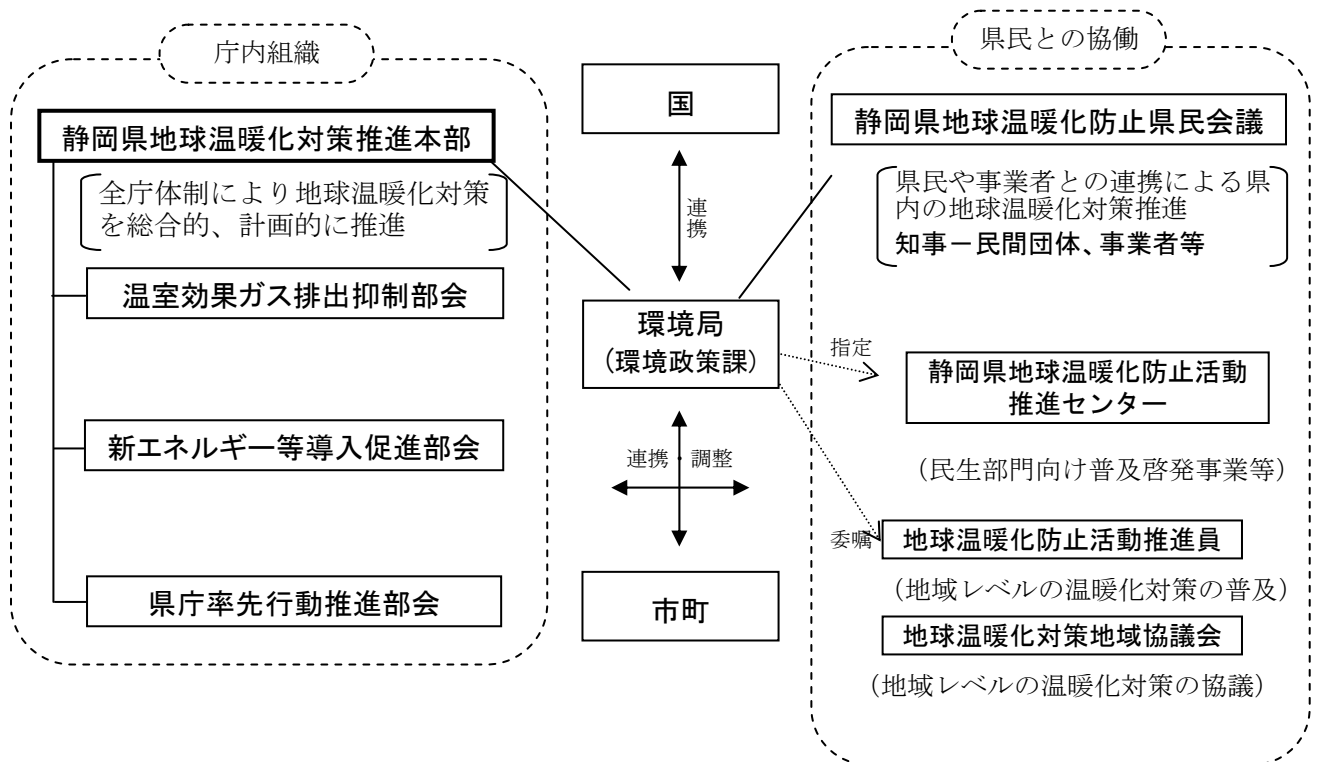 庁内組織
静岡県地球温暖化対策推進本部
全庁体制により地球温暖化対策
を総合的、計画的に推進
温室効果ガス排出抑制部会
新エネルギー等導入促進部会
県庁率先行動推進部会
国
連携
環境局
（環境政策課）
連携・調整
市町
県民との協働
静岡県地球温暖化防止県民会議
県民や事業者との連携による県
内の地球温暖化対策推進
知事－民間団体、事業者等
指定
静岡県地球温暖化防止活動
推進センター
（民生部門向け普及啓発事業等）
委嘱
地球温暖化防止活動推進員
（地域レベルの温暖化対策の普及）
地球温暖化対策地域協議会
（地域レベルの温暖化対策の協議）